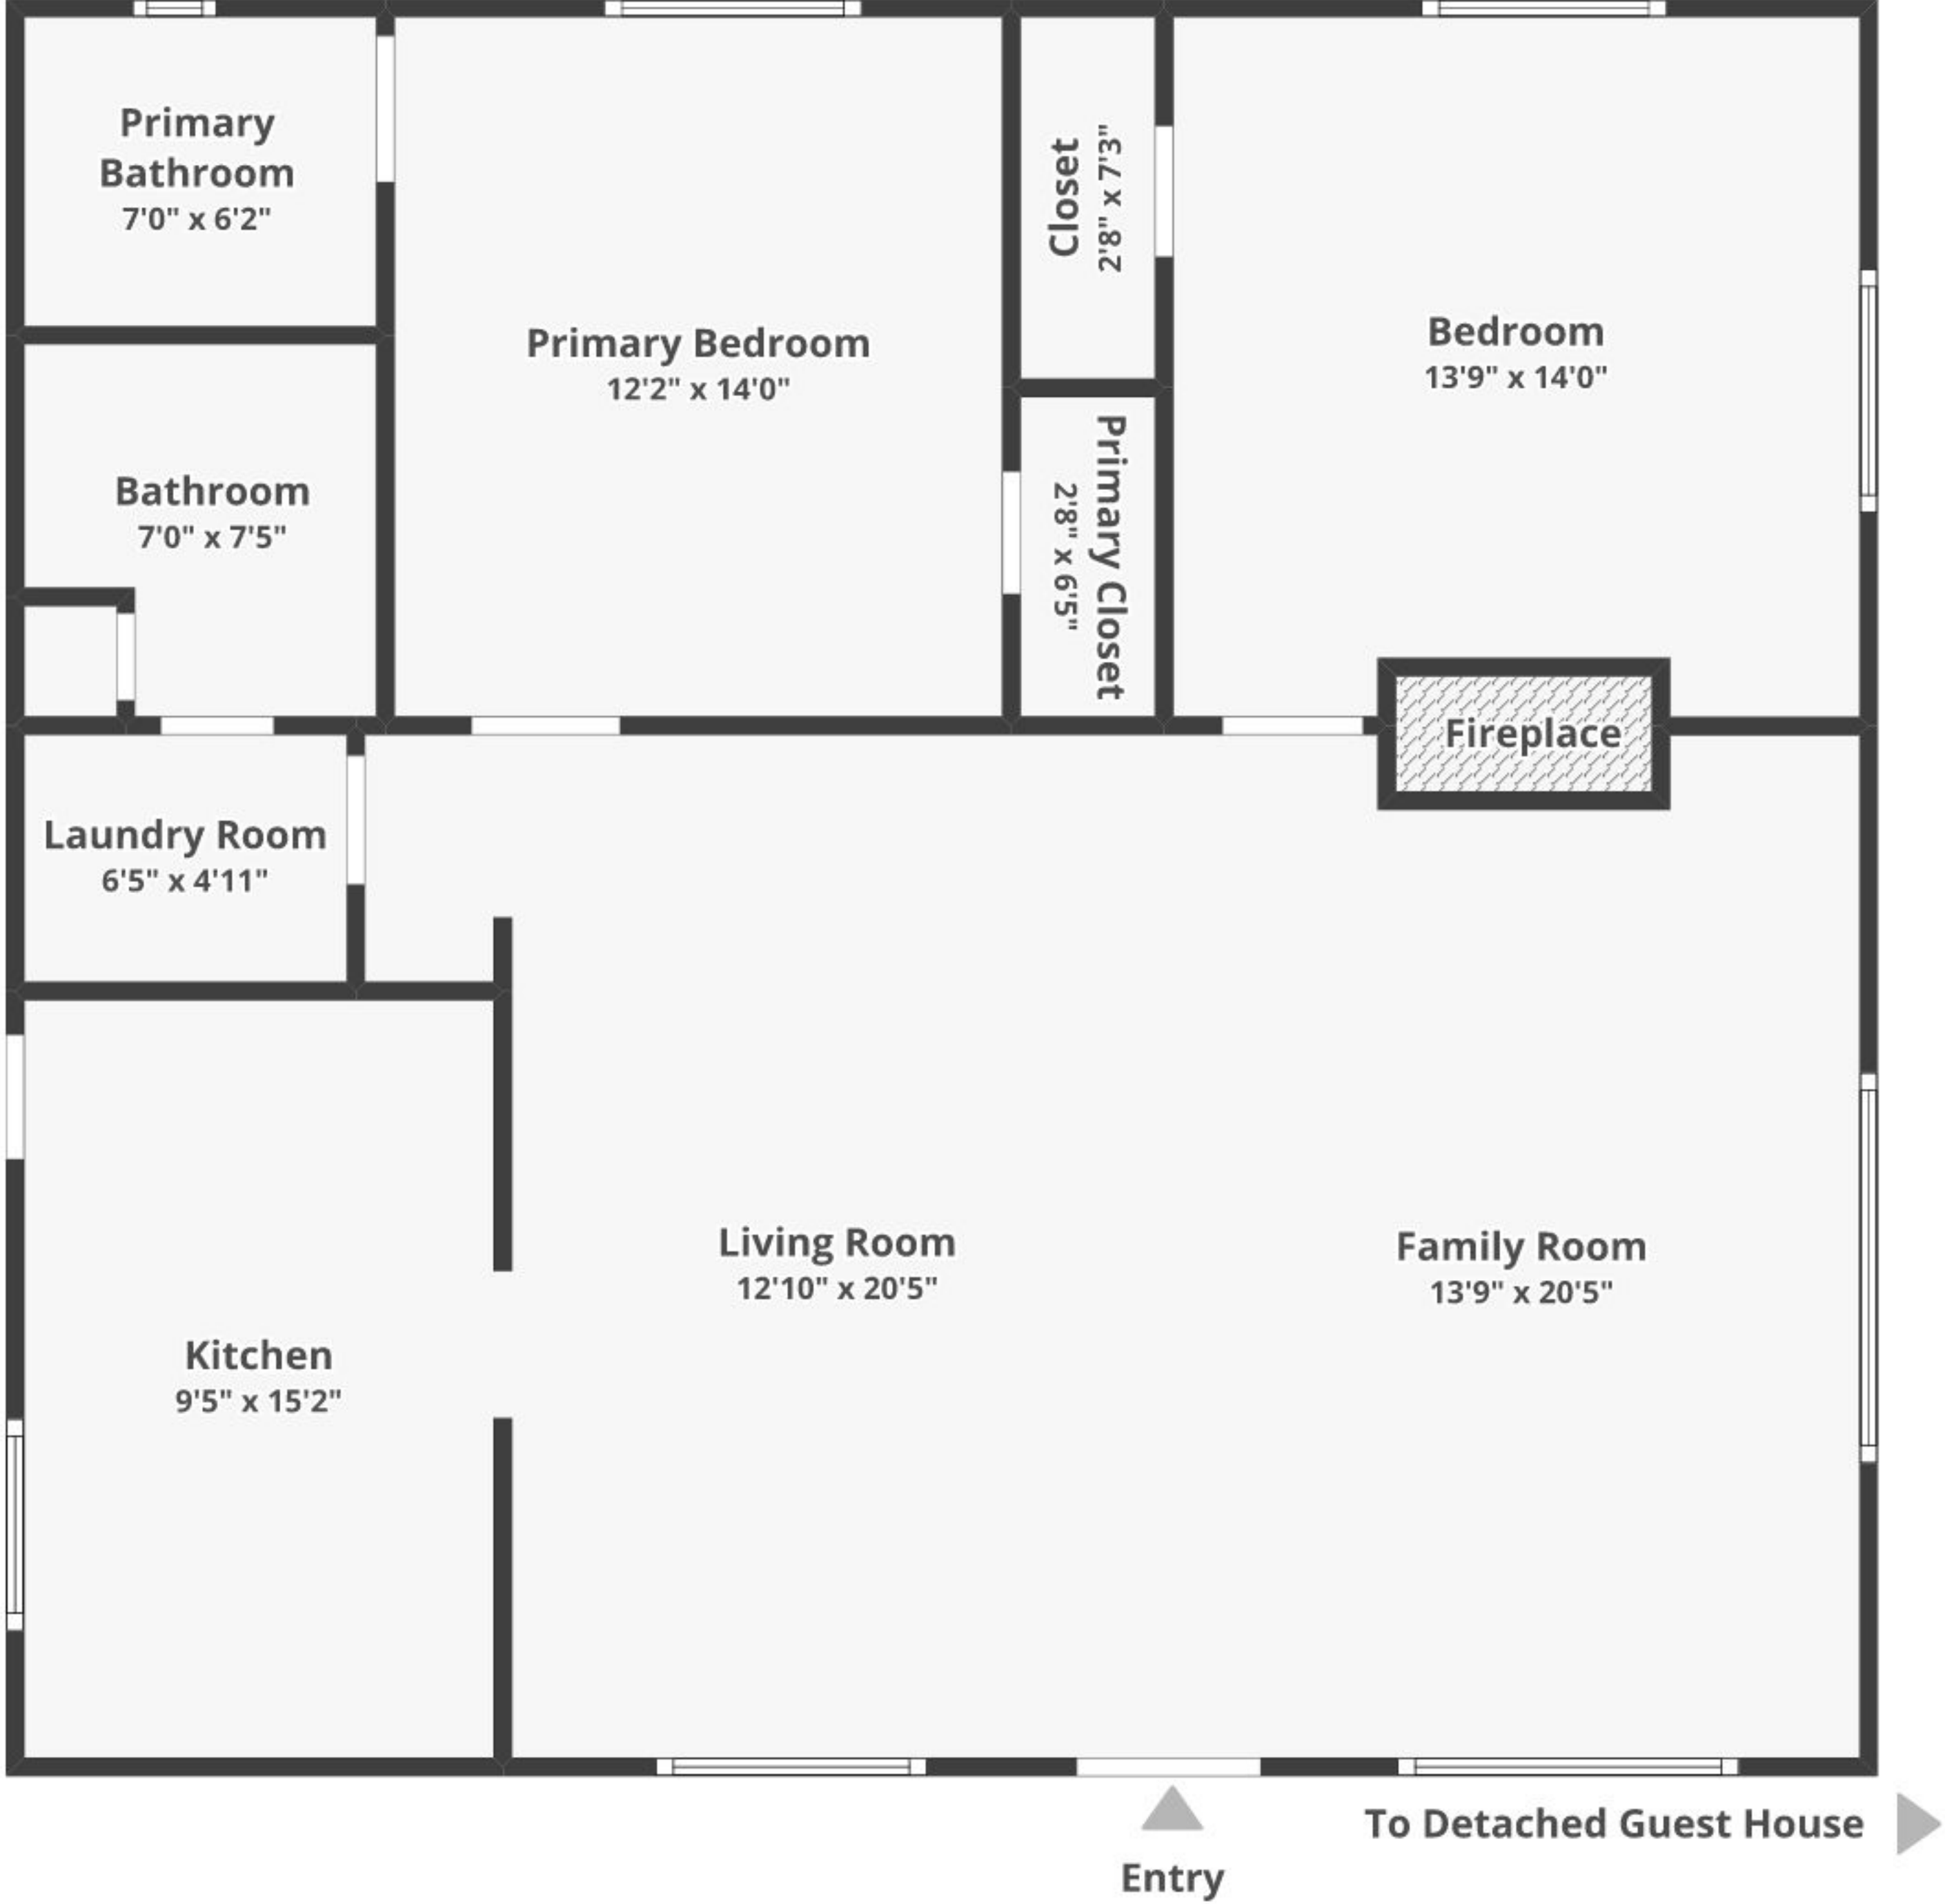 Primary
Bathroom
7'0" x 6'2"
Primary Bedroom
12'2" x 14'0"
Closet
2'8" x 7'3"
Bedroom
13'9" x 14'0"
Bathroom
7'0" x 7'5"
Primary Closet
2'8" x 6'5"
Fireplace
Laundry Room
6'5" x 4'11"
Living Room
12'10" x 20'5"
Family Room
13'9" x 20'5"
Kitchen
9'5" x 15'2"
To Detached Guest House
Entry